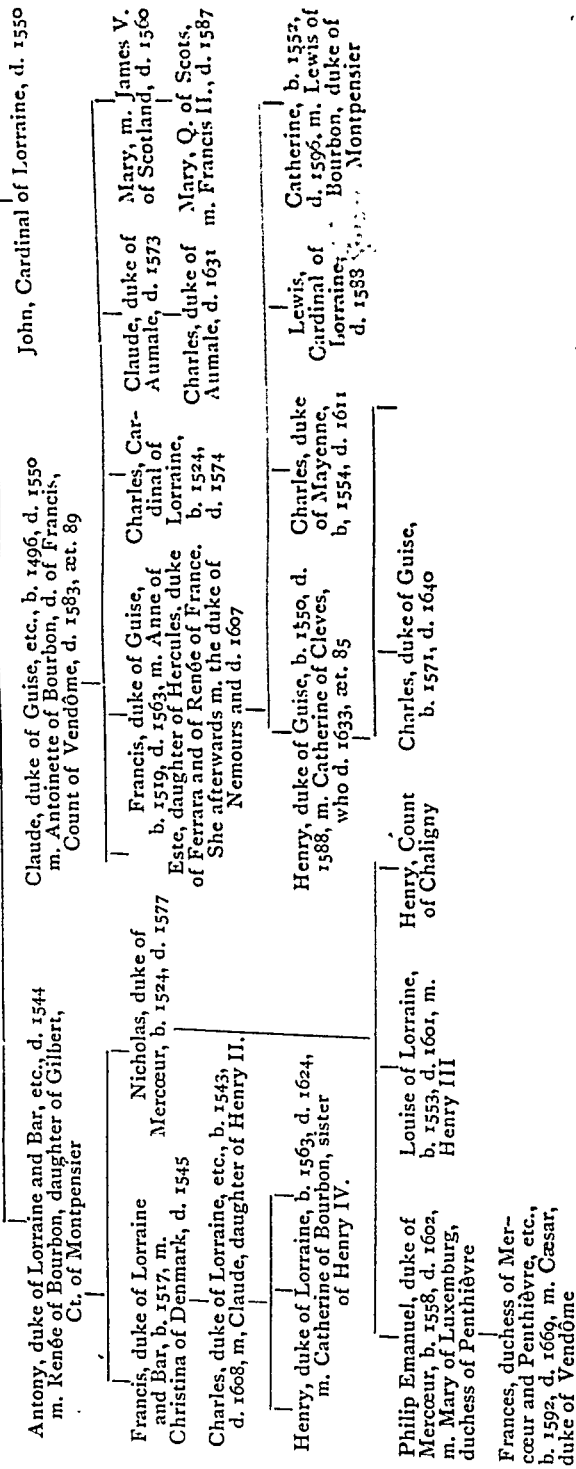 Antony, duke of Lorraine and Bar, etc., d. 1544
m. Renée of Bourbon, daughter of Gilbert,
Ct. of Montpensier
Claude, duke of Guise, etc., b. 1496, d. 1550
m. Antoinette of Bourbon, d. of Francis,
Count of Vendôme, d. 1583, æt. 89
John, Cardinal of Lorraine, d. 1550
Francis, duke of Lorraine
and Bar, b. 1517, m.
Christina of Denmark, d. 1545
Nicholas, duke of
Mercœur, b. 1524, d. 1577
Francis, duke of Guise,
b. 1519, d. 1563, m. Anne of
Este, daughter of Hercules, duke
of Ferrara and of Renée of France.
She afterwards m. the duke of
Nemours and d. 1607
Charles, Car-
dinal of
Lorraine,
b. 1524,
d. 1574
Claude, duke of
Aumale, d. 1573
Mary, m. James V.
of Scotland, d. 1560
Charles, duke of
Aumale, d. 1631
Mary, Q. of Scots,
m. Francis II., d. 1587
Charles, duke of Lorraine, etc., b. 1543,
d. 1608, m, Claude, daughter of Henry II.
Henry, duke of Lorraine, b. 1563, d. 1624,
m. Catherine of Bourbon, sister
of Henry IV.
Henry, duke of Guise, b. 1550, d.
1588, m. Catherine of Cleves,
who d. 1633, æt. 85
Charles, duke
of Mayenne,
b, 1554, d. 1611
Lewis,
Cardinal of
Lorraine,
d. 1588
Catherine, b. 1552,
d. 1596, m. Lewis of
Bourbon, duke of
Montpensier
Philip Emanuel, duke of
Mercœur, b. 1558, d. 1602,
m. Mary of Luxemburg,
duchess of Penthièvre
Louise of Lorraine,
b. 1553, d. 1601, m.
Henry III
Henry, Count
of Chaligny
Charles, duke of Guise,
b. 1571, d. 1640
Frances, duchess of Mer-
cœur and Penthièvre, etc.,
b. 1592, d. 1669, m. Cæsar,
duke of Vendôme